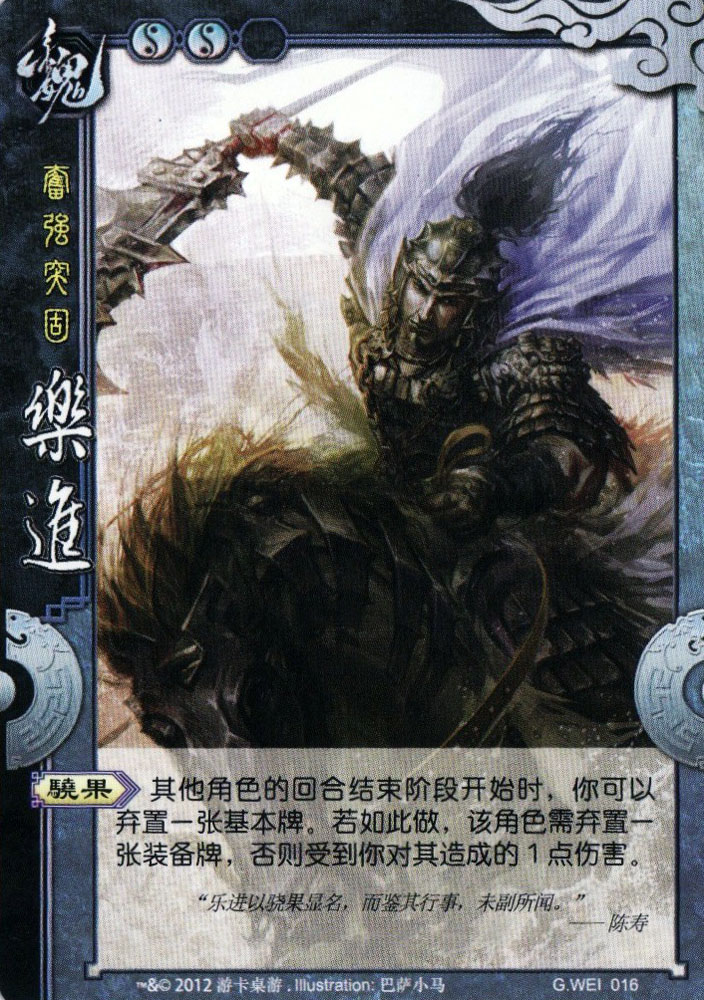 魏
奮強突固
樂進
驍果
其他角色的回合结束阶段开始时，你可以
弃置一张基本牌。若如此做，该角色需弃置一
张装备牌，否则受到你对其造成的1点伤害。
“乐进以骁果显名，而鉴其行事，未副所闻。”
——陈寿
™&© 2012 游卡桌游 . Illustration: 巴萨小马
G.WEI 016